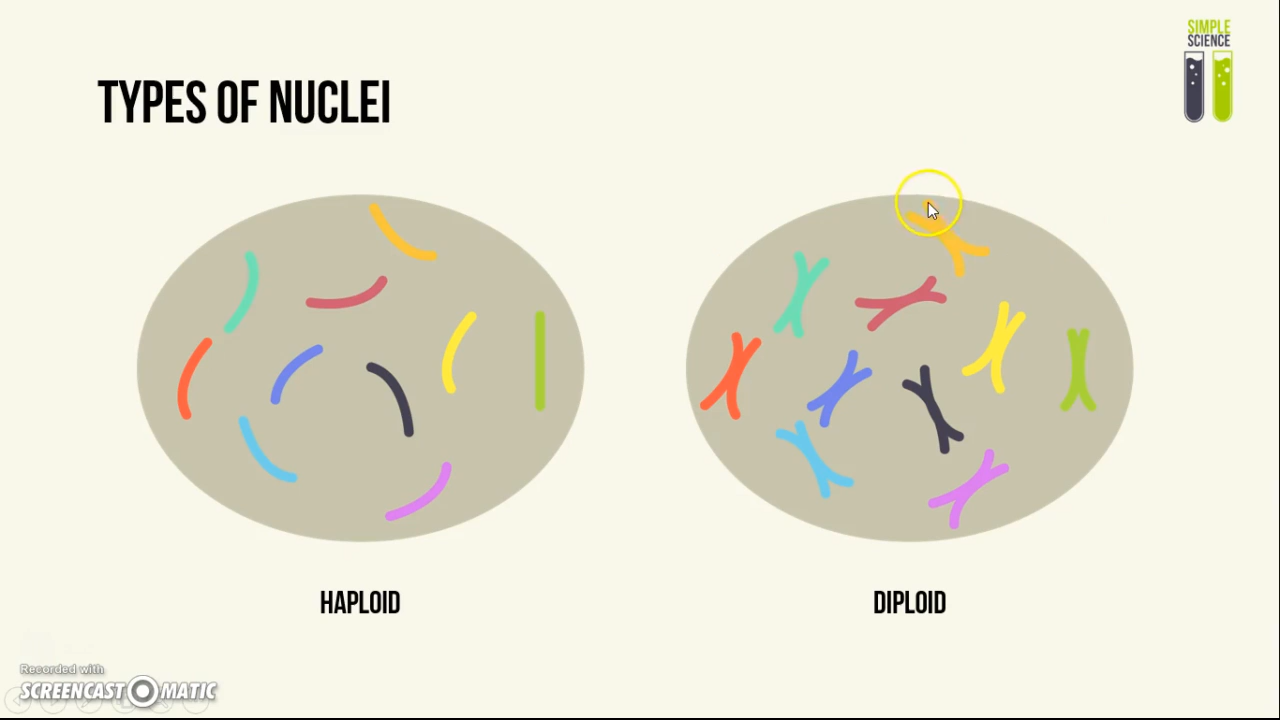 SIMPLE
SCIENCE
TYPES OF NUCLEI
HAPLOID
DIPLOID
Recorded with
SCREENCAST MATIC